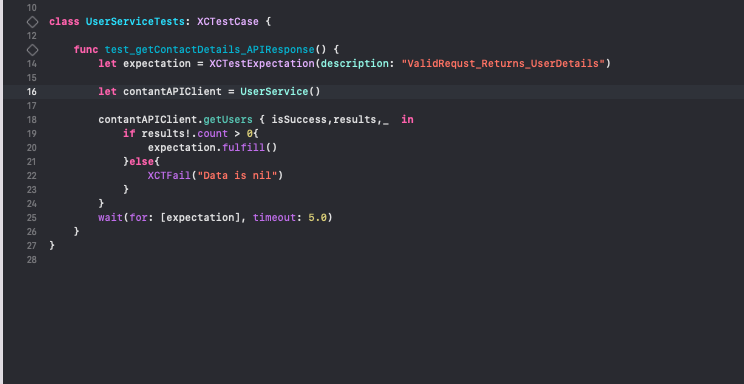 10
class UserServiceTests: XCTestCase {
12
func test_getContactDetails_APIResponse() {
14 let expectation = XCTestExpectation(description: "ValidRequst_Returns_UserDetails")
15
16 let contantAPIClient = UserService()
17
18 contantAPIClient.getUsers { isSuccess,results,_ in
19 if results!.count > 0{
20 expectation.fulfill()
21 }else{
22 XCTFail("Data is nil")
23 }
24 }
25 wait(for: [expectation], timeout: 5.0)
26 }
27 }
28